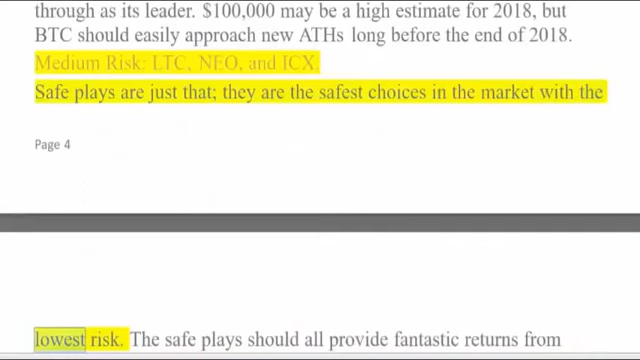 through as its leader. $100,000 may be a high estimate for 2018, but
BTC should easily approach new ATHs long before the end of 2018.
Medium Risk: LTC, NEO, and ICX.
Safe plays are just that; they are the safest choices in the market with the
Page 4
lowest risk. The safe plays should all provide fantastic returns from